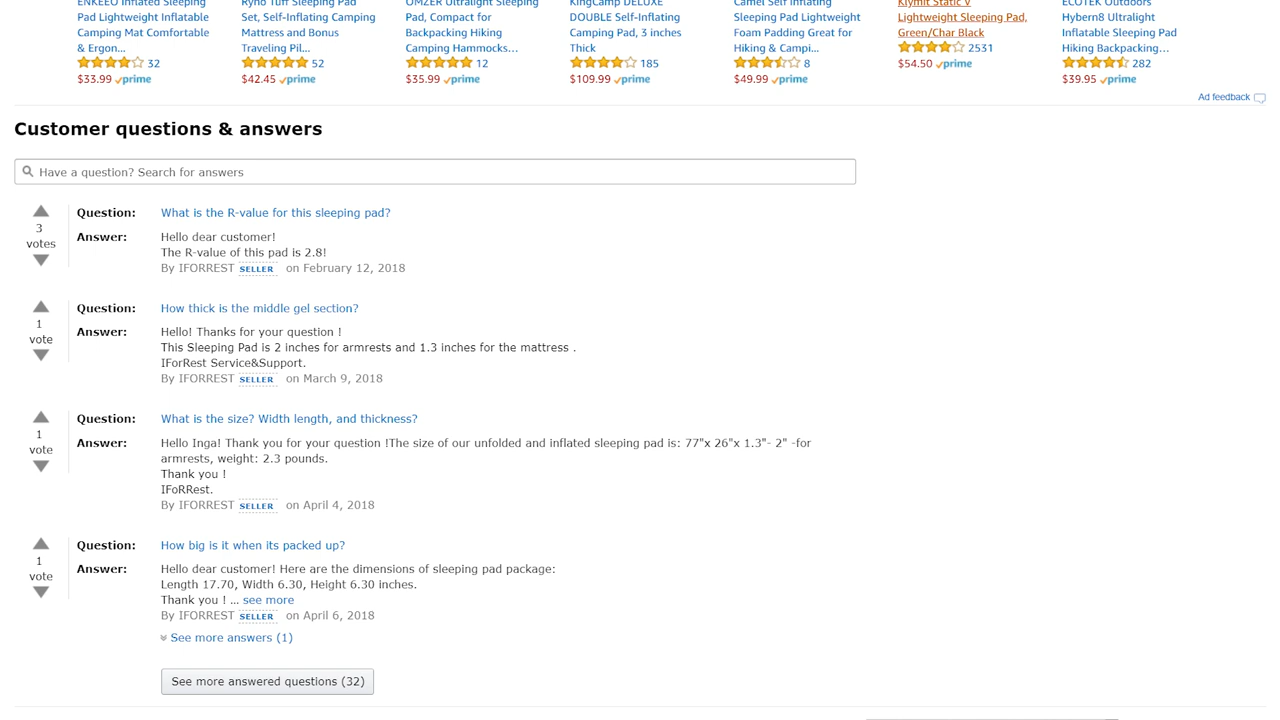 ENKEEO Inflated Sleeping
Pad Lightweight Inflatable
Camping Mat Comfortable
& Ergon...
32
$33.99 prime
Ryno Tuff Sleeping Pad
Set, Self-Inflating Camping
Mattress and Bonus
Traveling Pil...
52
$42.45 prime
OMZER Ultralight Sleeping
Pad, Compact for
Backpacking Hiking
Camping Hammocks...
12
$35.99 prime
KingCamp DELUXE
DOUBLE Self-Inflating
Camping Pad, 3 inches
Thick
185
$109.99 prime
Camel Self Inflating
Sleeping Pad Lightweight
Foam Padding Great for
Hiking & Campi...
8
$49.99 prime
Klymit Static V
Lightweight Sleeping Pad,
Green/Char Black
2531
$54.50 prime
ECOTEK Outdoors
Hybern8 Ultralight
Inflatable Sleeping Pad
Hiking Backpacking...
282
$39.95 prime
Ad feedback
Customer questions & answers
Have a question? Search for answers
3
votes
Question: What is the R-value for this sleeping pad?
Answer: Hello dear customer!
The R-value of this pad is 2.8!
By IFORREST SELLER on February 12, 2018
1
vote
Question: How thick is the middle gel section?
Answer: Hello! Thanks for your question !
This Sleeping Pad is 2 inches for armrests and 1.3 inches for the mattress .
IForRest Service&Support.
By IFORREST SELLER on March 9, 2018
1
vote
Question: What is the size? Width length, and thickness?
Answer: Hello Inga! Thank you for your question !The size of our unfolded and inflated sleeping pad is: 77"x 26"x 1.3"- 2" -for
armrests, weight: 2.3 pounds.
Thank you !
IFoRRest.
By IFORREST SELLER on April 4, 2018
1
vote
Question: How big is it when its packed up?
Answer: Hello dear customer! Here are the dimensions of sleeping pad package:
Length 17.70, Width 6.30, Height 6.30 inches.
Thank you ! ... see more
By IFORREST SELLER on April 6, 2018
See more answers (1)
See more answered questions (32)